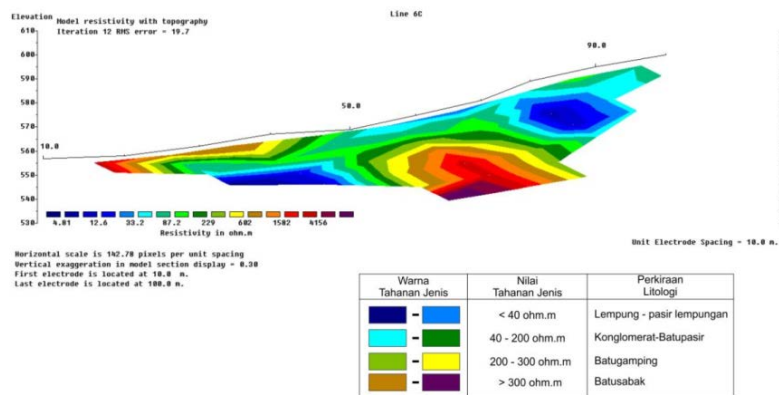 Line 6C
Elevation
Model resistivity with topography
Iteration 12 RMS error = 19.7
610
600
590
580
570
560
550
540
530
10.0
50.0
90.0
4.81 12.6 33.2 87.2 229 602 1582 4156
Resistivity in ohm.m
Unit Electrode Spacing = 10.0 m.
Horizontal scale is 142.78 pixels per unit spacing
Vertical exaggeration in model section display = 0.30
First electrode is located at 10.0 m.
Last electrode is located at 100.0 m.
Warna Tahanan Jenis
Nilai Tahanan Jenis
Perkiraan Litologi
- < 40 ohm.m Lempung - pasir lempungan
- 40 - 200 ohm.m Konglomerat-Batupasir
- 200 - 300 ohm.m Batugamping
- > 300 ohm.m Batusabak